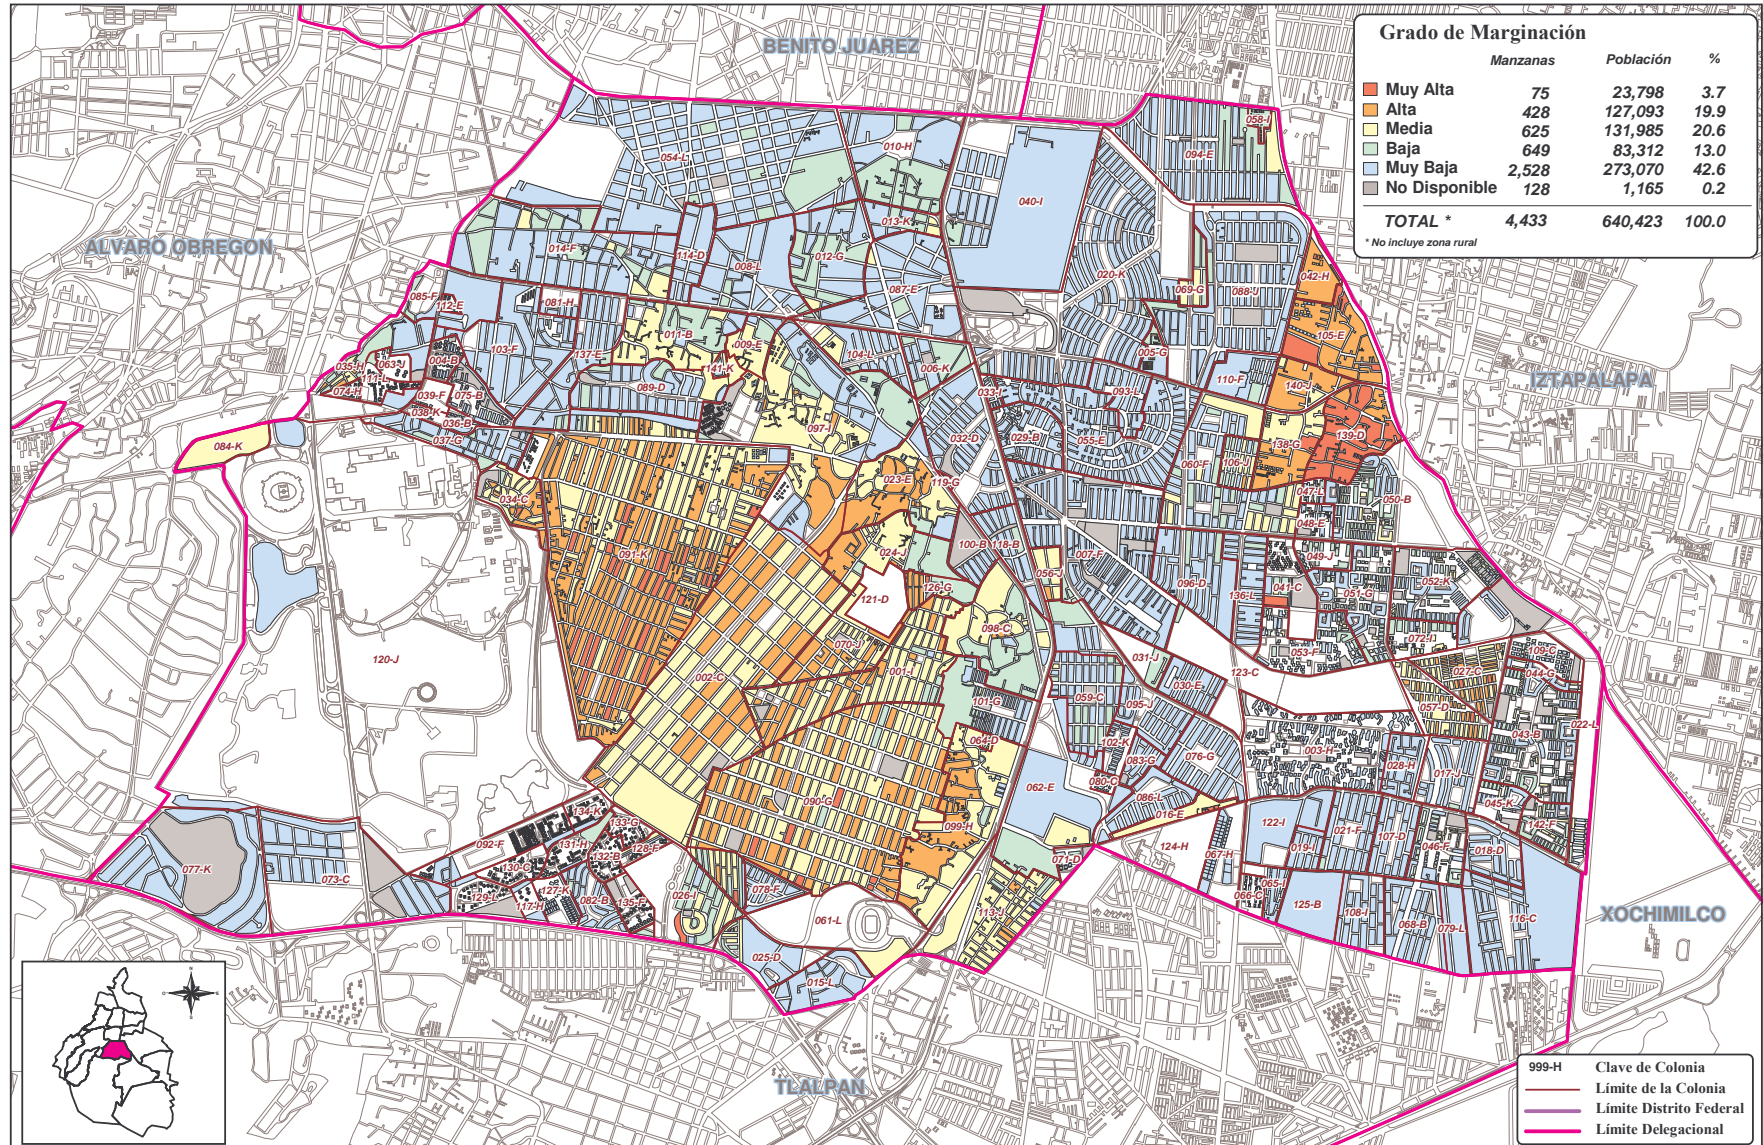 Grado de Marginación
Manzanas Población %
Muy Alta 75 23,798 3.7
Alta 428 127,093 19.9
Media 625 131,985 20.6
Baja 649 83,312 13.0
Muy Baja 2,528 273,070 42.6
No Disponible 128 1,165 0.2
TOTAL * 4,433 640,423 100.0
* No incluye zona rural
BENITO JUAREZ
ALVARO OBREGON
IZTAPALAPA
XOCHIMILCO
TLALPAN
058-I
094-E
010-H
054-L
040-I
013-K
014-F
114-D
008-L
012-G
087-E
020-K
069-G
088-J
042-H
105-E
085-F
112-E
081-H
103-F
137-E
011-B
009-E
141-K
104-L
006-K
005-G
110-F
140-J
035-H
063-J
111-L
074-H
004-B
039-F
075-B
038-K
036-B
037-G
089-D
097-I
033-I
093-L
032-D
029-B
055-E
060-F
106-J
138-G
139-D
084-K
034-C
023-E
119-G
047-L
050-B
048-E
091-K
024-J
100-B
118-B
007-F
056-J
096-D
049-J
052-K
041-C
051-G
136-L
121-D
126-G
098-C
070-J
001-I
002-C
120-J
031-J
030-E
123-C
053-F
072-I
027-C
057-D
109-C
044-G
022-L
043-B
059-C
095-J
101-G
064-D
102-K
083-G
076-G
003-H
028-H
017-J
045-K
142-F
062-E
080-C
086-L
016-E
090-G
099-H
134-K
133-G
092-F
131-H
132-B
128-E
130-C
077-K
073-C
129-L
127-K
117-H
082-B
135-F
026-I
078-F
071-D
124-H
067-H
122-I
019-I
021-F
107-D
046-F
018-D
061-L
113-J
066-C
065-I
125-B
108-I
068-B
079-L
116-C
025-D
015-L
999-H Clave de Colonia
Límite de la Colonia
Límite Distrito Federal
Límite Delegacional